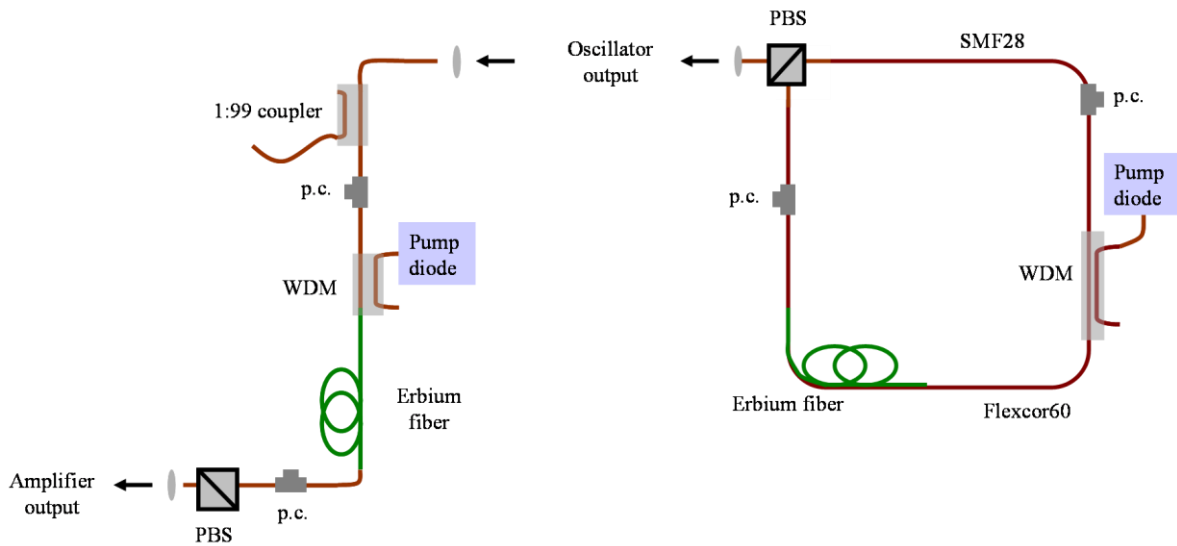 PBS
SMF28
Oscillator
output
1:99 coupler
p.c.
p.c.
Pump
diode
p.c.
p.c.
Pump
diode
WDM
WDM
Erbium
fiber
Erbium fiber
Flexcor60
Amplifier
output
p.c.
PBS